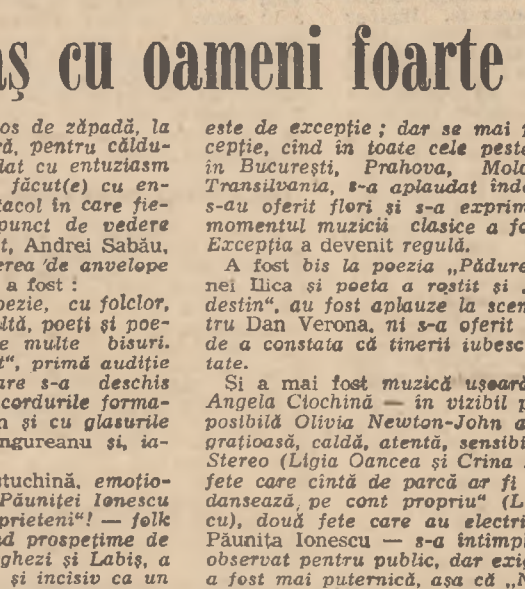 ș cu oameni foarte
os de zăpadă, la
ră, pentru căldu-
dat cu entuziasm
făcut(e) cu en-
tacol în care fie-
punct de vedere
t, Andrei Sabău,
erea de anvelope
a fost :
oezie, cu folclor,
ltă, poeți și poe-
e multe bisuri.
t“, primă audiție
are s-a deschis
cordurile forma-
n și cu glasurile
ngureanu și, ia-
tuchină, emoțio-
Păuniței Ionescu
prieteni“! — folk
d prospețime de
ghezi și Labiș, a
și incisiv ca un
este de excepție ; dar se mai
cepție, cînd în toate cele peste
în București, Prahova, Mol
Transilvania, s-a aplaudat înde
s-au oferit flori și s-a exprim
momentul muzicii clasice a fo
Excepția a devenit regulă.
A fost bis la poezia „Pădure
nei Ilica și poeta a rostit și
destin“, au fost aplauze la scen
tru Dan Verona, ni s-a oferit
de a constata că tinerii iubesc
tate.
Și a mai fost muzică ușoară
Angela Ciochină — în vizibil p
posibilă Olivia Newton-John a
grațioasă, caldă, atentă, sensibi
Stereo (Ligia Oancea și Crina
fete care cîntă de parcă ar fi
dansează, pe cont propriu“ (L
cu), două fete care au electri
Păunița Ionescu — s-a întîmpl
observat pentru public, dar exig
a fost mai puternică, așa că „N